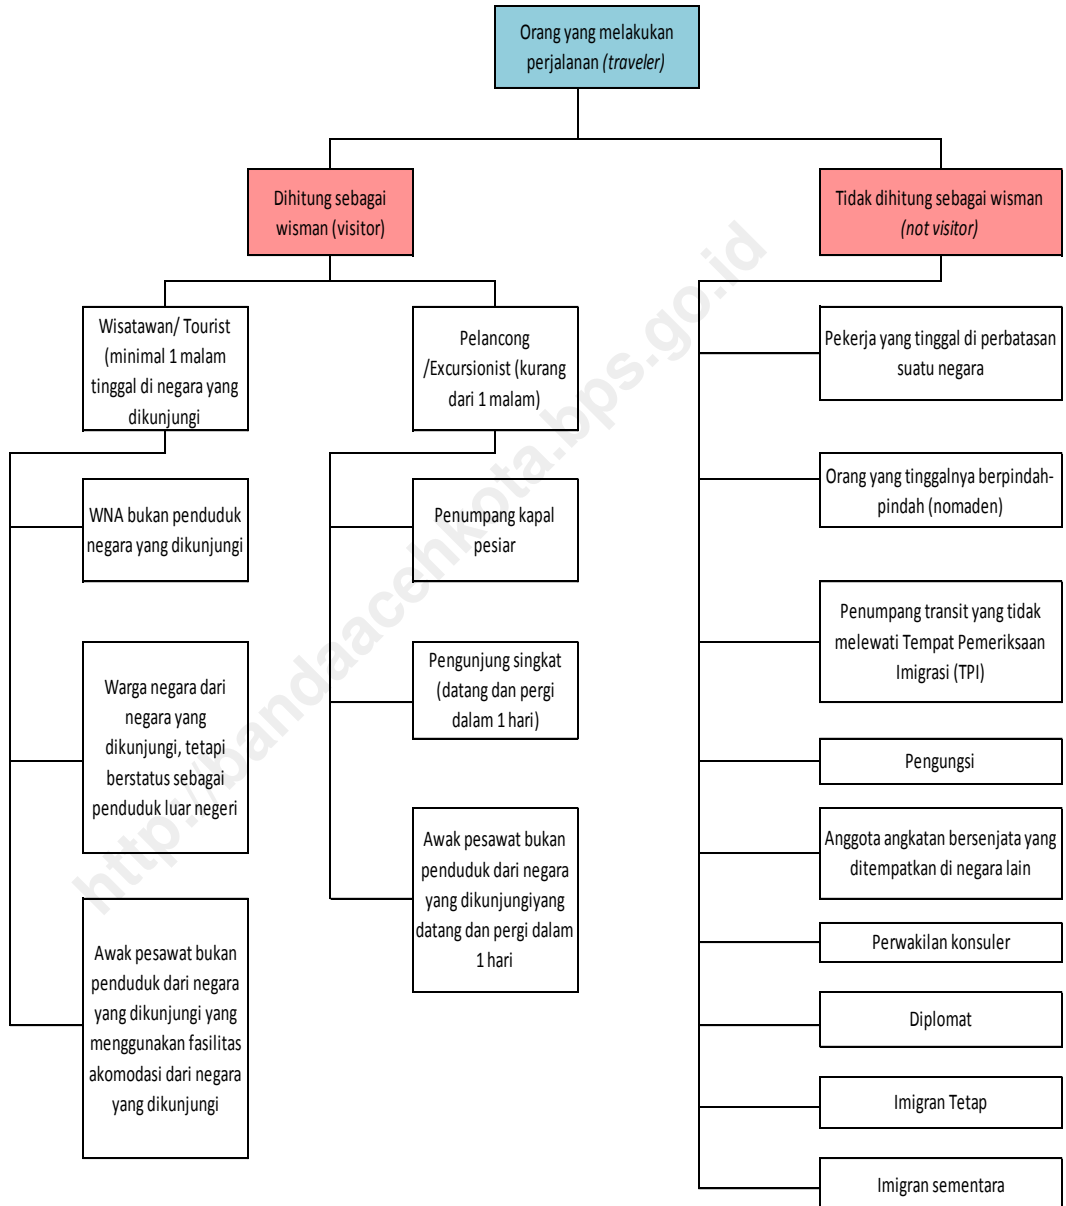 Orang yang melakukan
perjalanan (traveler)
Dihitung sebagai
wisman (visitor)
Tidak dihitung sebagai wisman
(not visitor)
Wisatawan/ Tourist
(minimal 1 malam
tinggal di negara yang
dikunjungi
Pelancong
/Excursionist (kurang
dari 1 malam)
WNA bukan penduduk
negara yang dikunjungi
Warga negara dari
negara yang
dikunjungi, tetapi
berstatus sebagai
penduduk luar negeri
Awak pesawat bukan
penduduk dari negara
yang dikunjungi yang
menggunakan fasilitas
akomodasi dari negara
yang dikunjungi
Penumpang kapal
pesiar
Pengunjung singkat
(datang dan pergi
dalam 1 hari)
Awak pesawat bukan
penduduk dari negara
yang dikunjungiyang
datang dan pergi dalam
1 hari
Pekerja yang tinggal di perbatasan
suatu negara
Orang yang tinggalnya berpindah-
pindah (nomaden)
Penumpang transit yang tidak
melewati Tempat Pemeriksaan
Imigrasi (TPI)
Pengungsi
Anggota angkatan bersenjata yang
ditempatkan di negara lain
Perwakilan konsuler
Diplomat
Imigran Tetap
Imigran sementara
http://bandaacehkota.bps.go.id